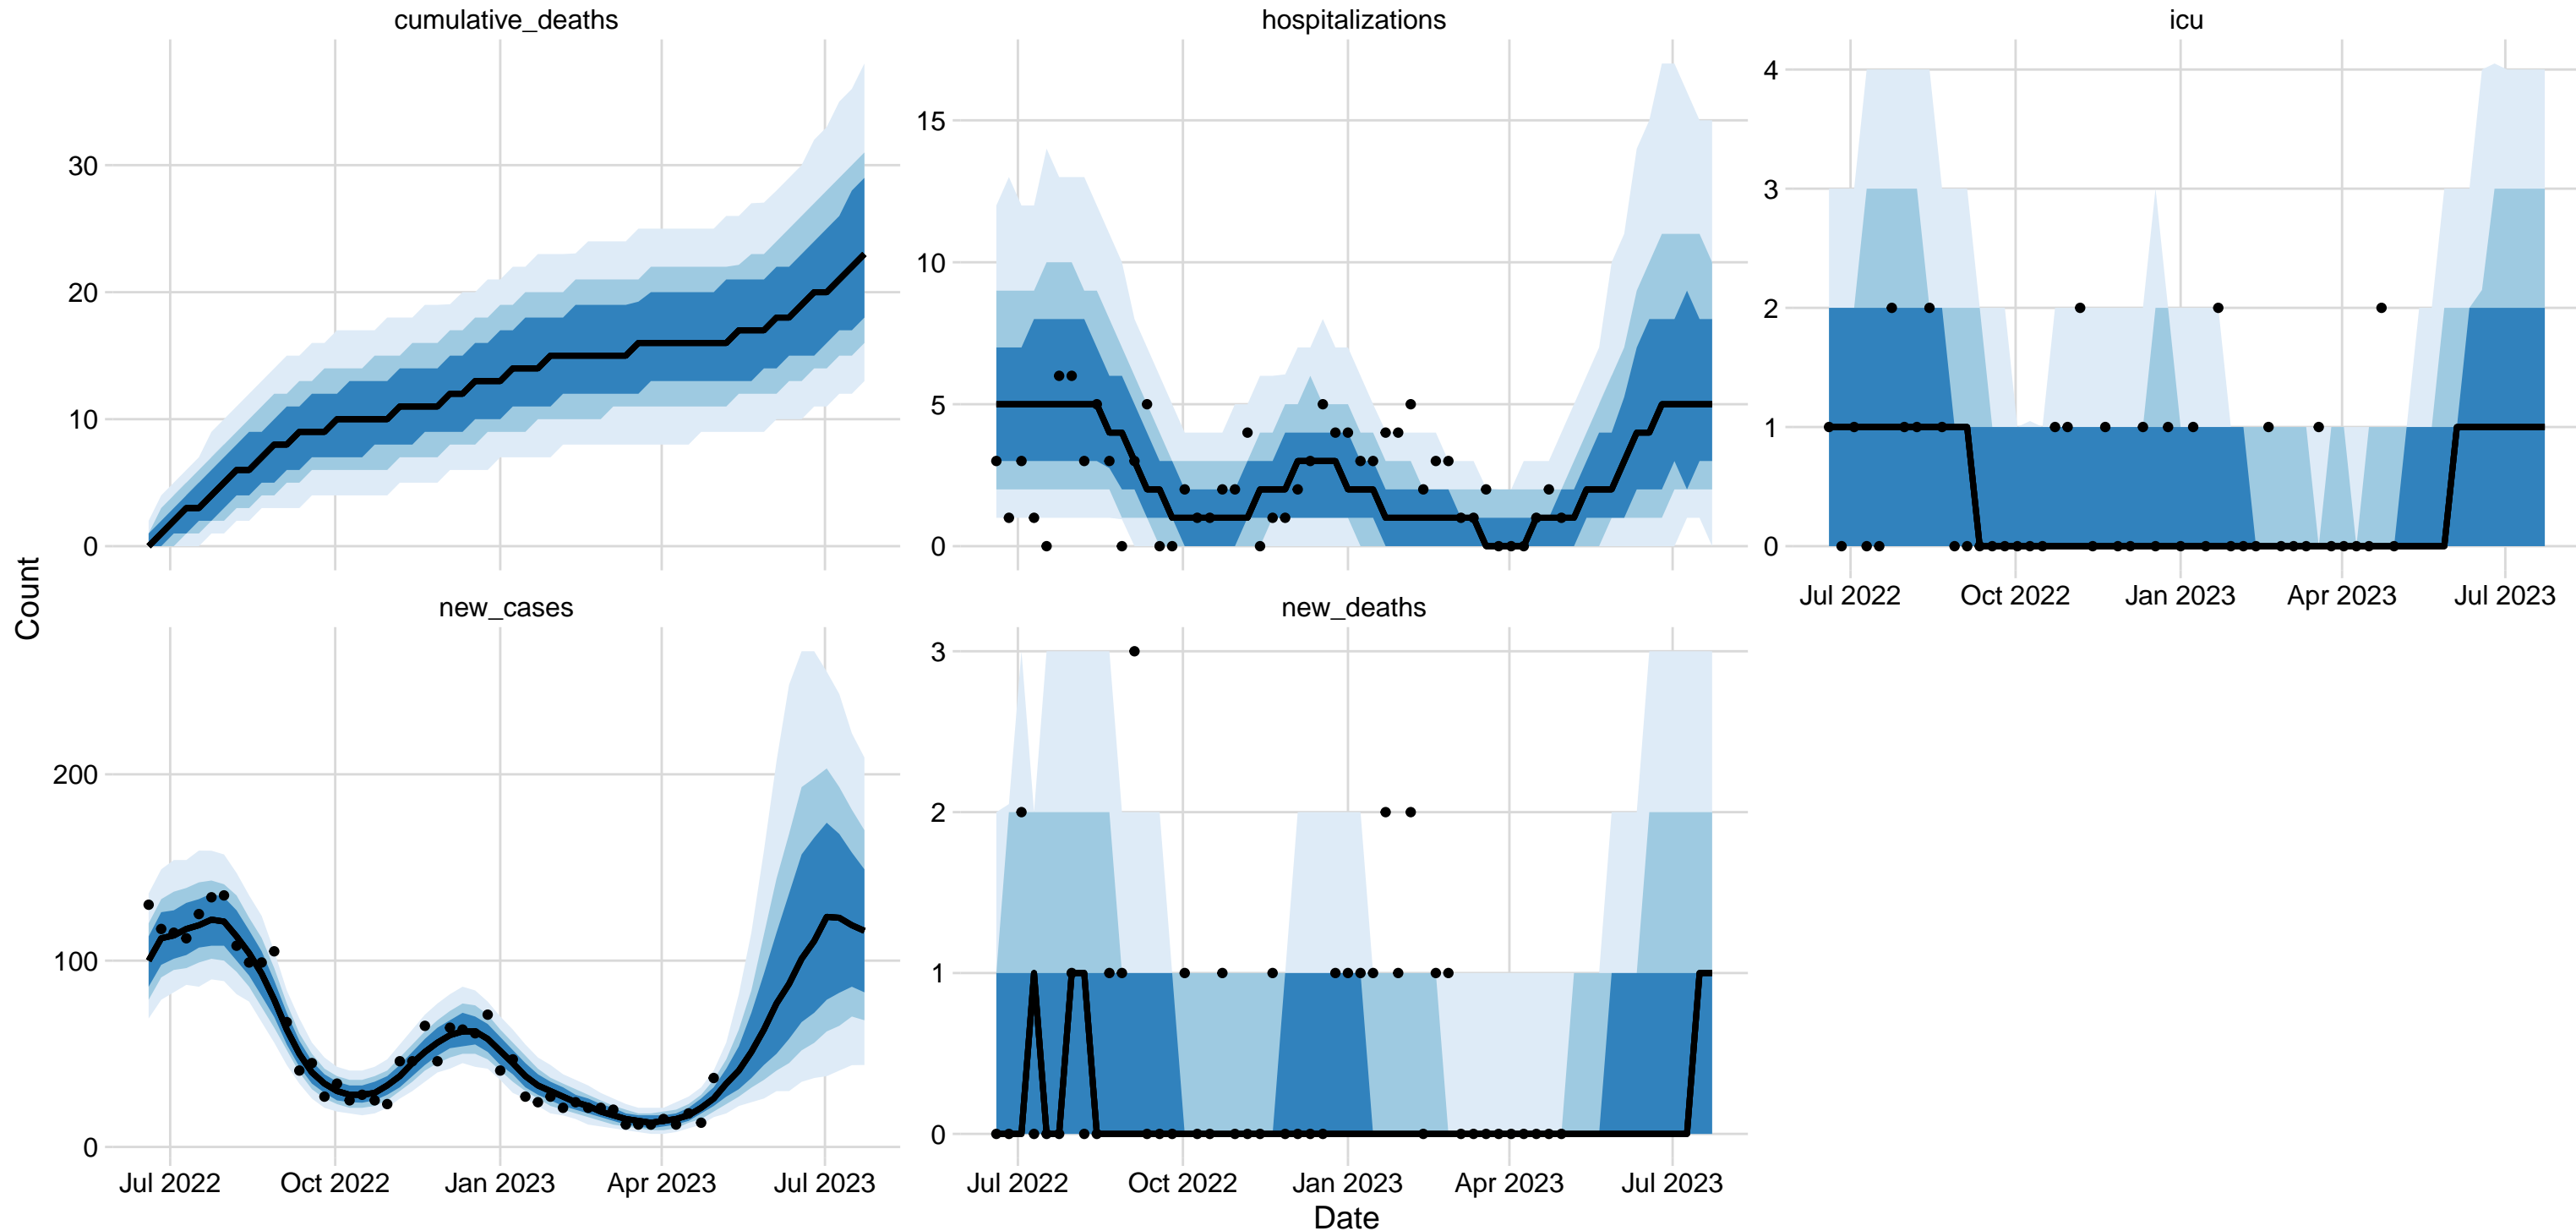 cumulative_deaths
hospitalizations
icu
30
20
10
0
15
10
5
0
4
3
2
1
0
Jul 2022 Oct 2022 Jan 2023 Apr 2023 Jul 2023
Count
new_cases
new_deaths
200
100
0
3
2
1
0
Jul 2022 Oct 2022 Jan 2023 Apr 2023 Jul 2023
Jul 2022 Oct 2022 Jan 2023 Apr 2023 Jul 2023
Date